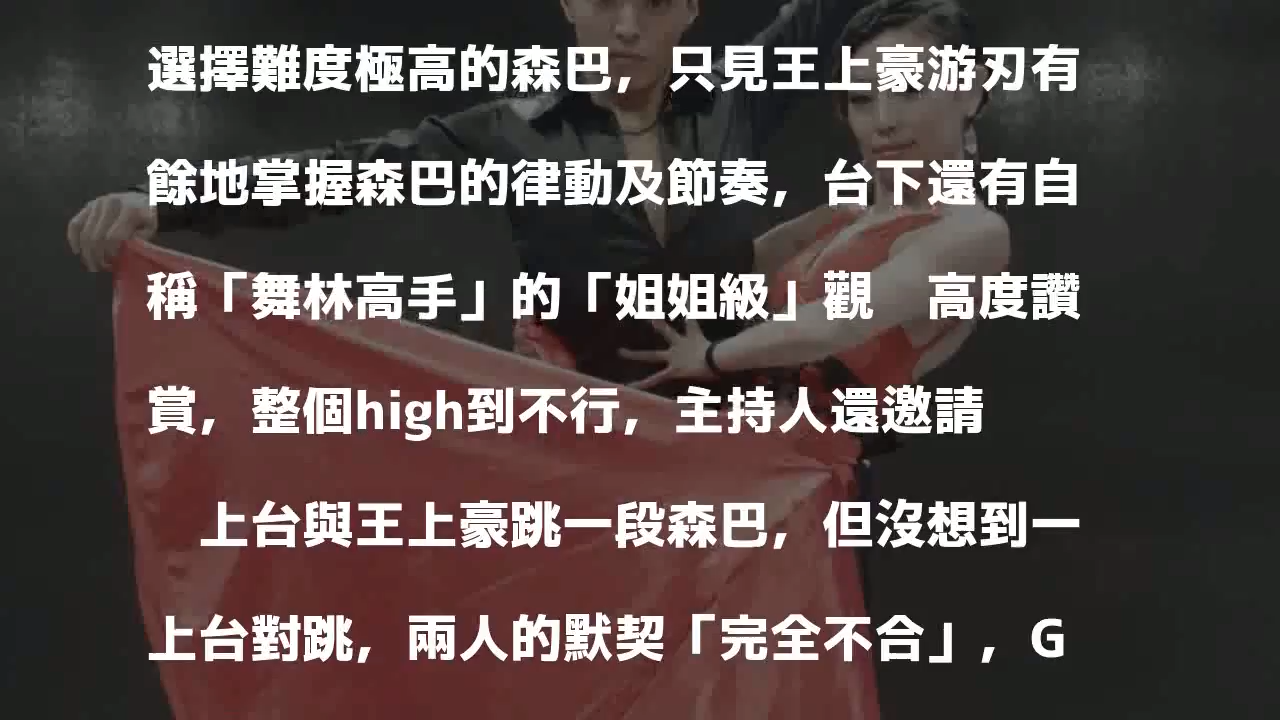 選擇難度極高的森巴，只見王上豪游刃有
餘地掌握森巴的律動及節奏，台下還有自
稱「舞林高手」的「姐姐級」觀　高度讚
賞，整個high到不行，主持人還邀請
　上台與王上豪跳一段森巴，但沒想到一
上台對跳，兩人的默契「完全不合」，G